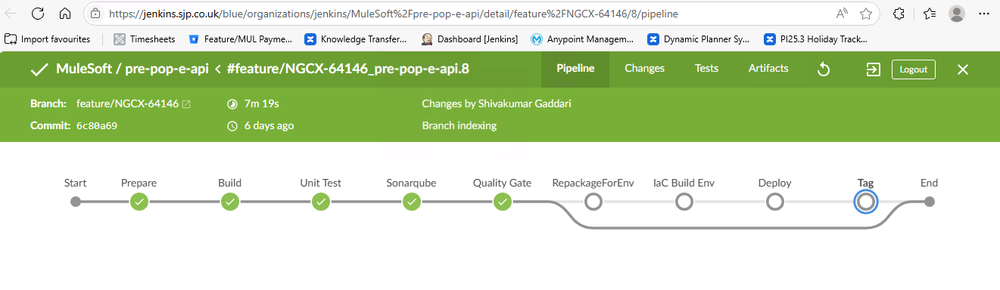 https://jenkins.sjp.co.uk/blue/organizations/jenkins/MuleSoft%2Fpre-pop-e-api/detail/feature%2FNGCX-64146/8/pipeline
Import favourites Timesheets Feature/MUL Payme... Knowledge Transfer... Dashboard [Jenkins] Anypoint Managem... Dynamic Planner Sy... PI25.3 Holiday Track...
MuleSoft / pre-pop-e-api < #feature/NGCX-64146_pre-pop-e-api.8 Pipeline Changes Tests Artifacts Logout
Branch: feature/NGCX-64146 7m 19s Changes by Shivakumar Gaddari
Commit: 6c80a69 6 days ago Branch indexing
Start Prepare Build Unit Test Sonarqube Quality Gate RepackageForEnv IaC Build Env Deploy Tag End